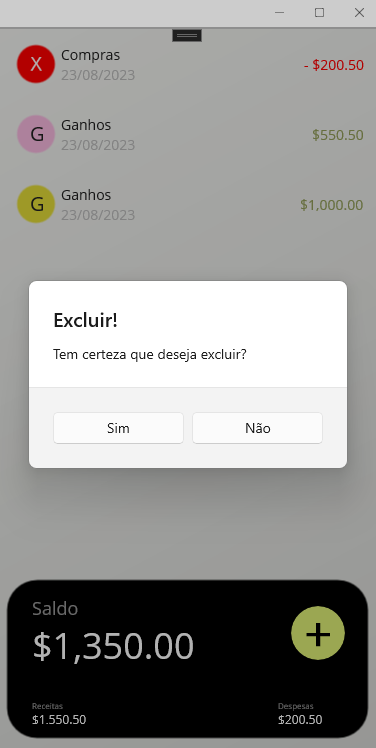 X
Compras
23/08/2023
- $200.50
G
Ganhos
23/08/2023
$550.50
G
Ganhos
23/08/2023
$1,000.00
Excluir!
Tem certeza que deseja excluir?
Sim
Não
Saldo
$1,350.00
+
Receitas
$1.550.50
Despesas
$200.50